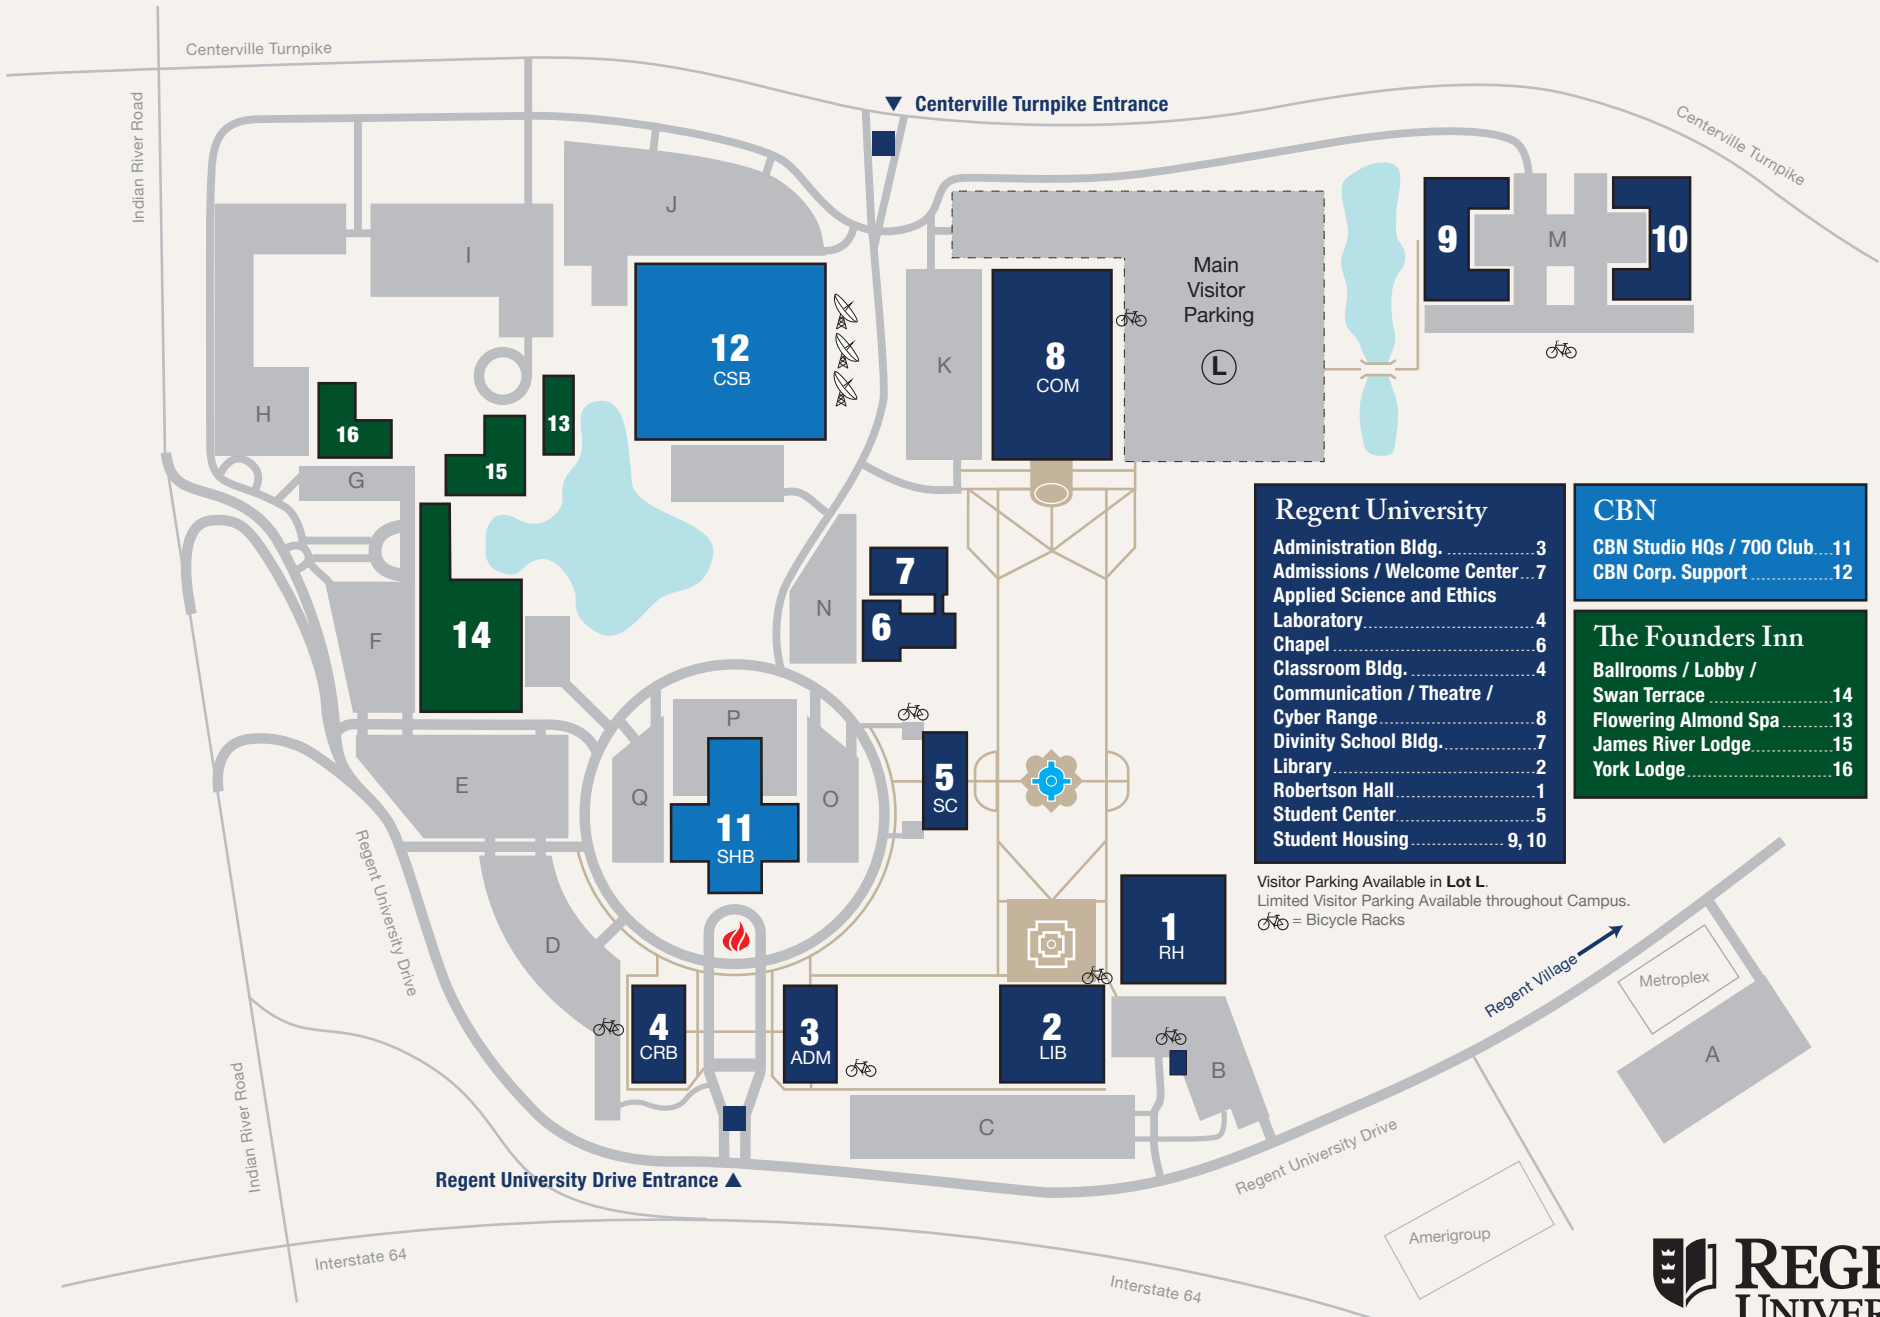 Centerville Turnpike
Indian River Road
Centerville Turnpike Entrance
Centerville Turnpike
J
I
9
M
10
Main
Visitor
Parking
L
12
CSB
K
8
COM
H
16
13
15
G
14
F
7
6
N
P
Q
O
11
SHB
5
SC
E
D
Regent University Drive
1
RH
4
CRB
3
ADM
2
LIB
B
C
A
Regent University
Administration Bldg. 3
Admissions / Welcome Center 7
Applied Science and Ethics
Laboratory 4
Chapel 6
Classroom Bldg. 4
Communication / Theatre /
Cyber Range 8
Divinity School Bldg. 7
Library 2
Robertson Hall 1
Student Center 5
Student Housing 9, 10
CBN
CBN Studio HQs / 700 Club 11
CBN Corp. Support 12
The Founders Inn
Ballrooms / Lobby /
Swan Terrace 14
Flowering Almond Spa 13
James River Lodge 15
York Lodge 16
Visitor Parking Available in Lot L.
Limited Visitor Parking Available throughout Campus.
= Bicycle Racks
Regent Village
Metroplex
Indian River Road
Regent University Drive Entrance
Regent University Drive
Amerigroup
Interstate 64
Interstate 64
REGE
UNIVER